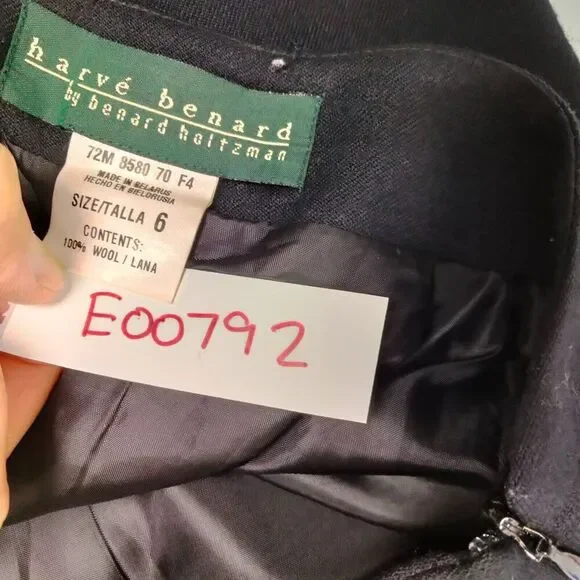 harvé benard
by benard holtzman
72M 8580 70 F4
MADE IN BELARUS
HECHO EN BIELORUSIA
SIZE/TALLA 6
CONTENTS:
100% WOOL / LANA
E00792